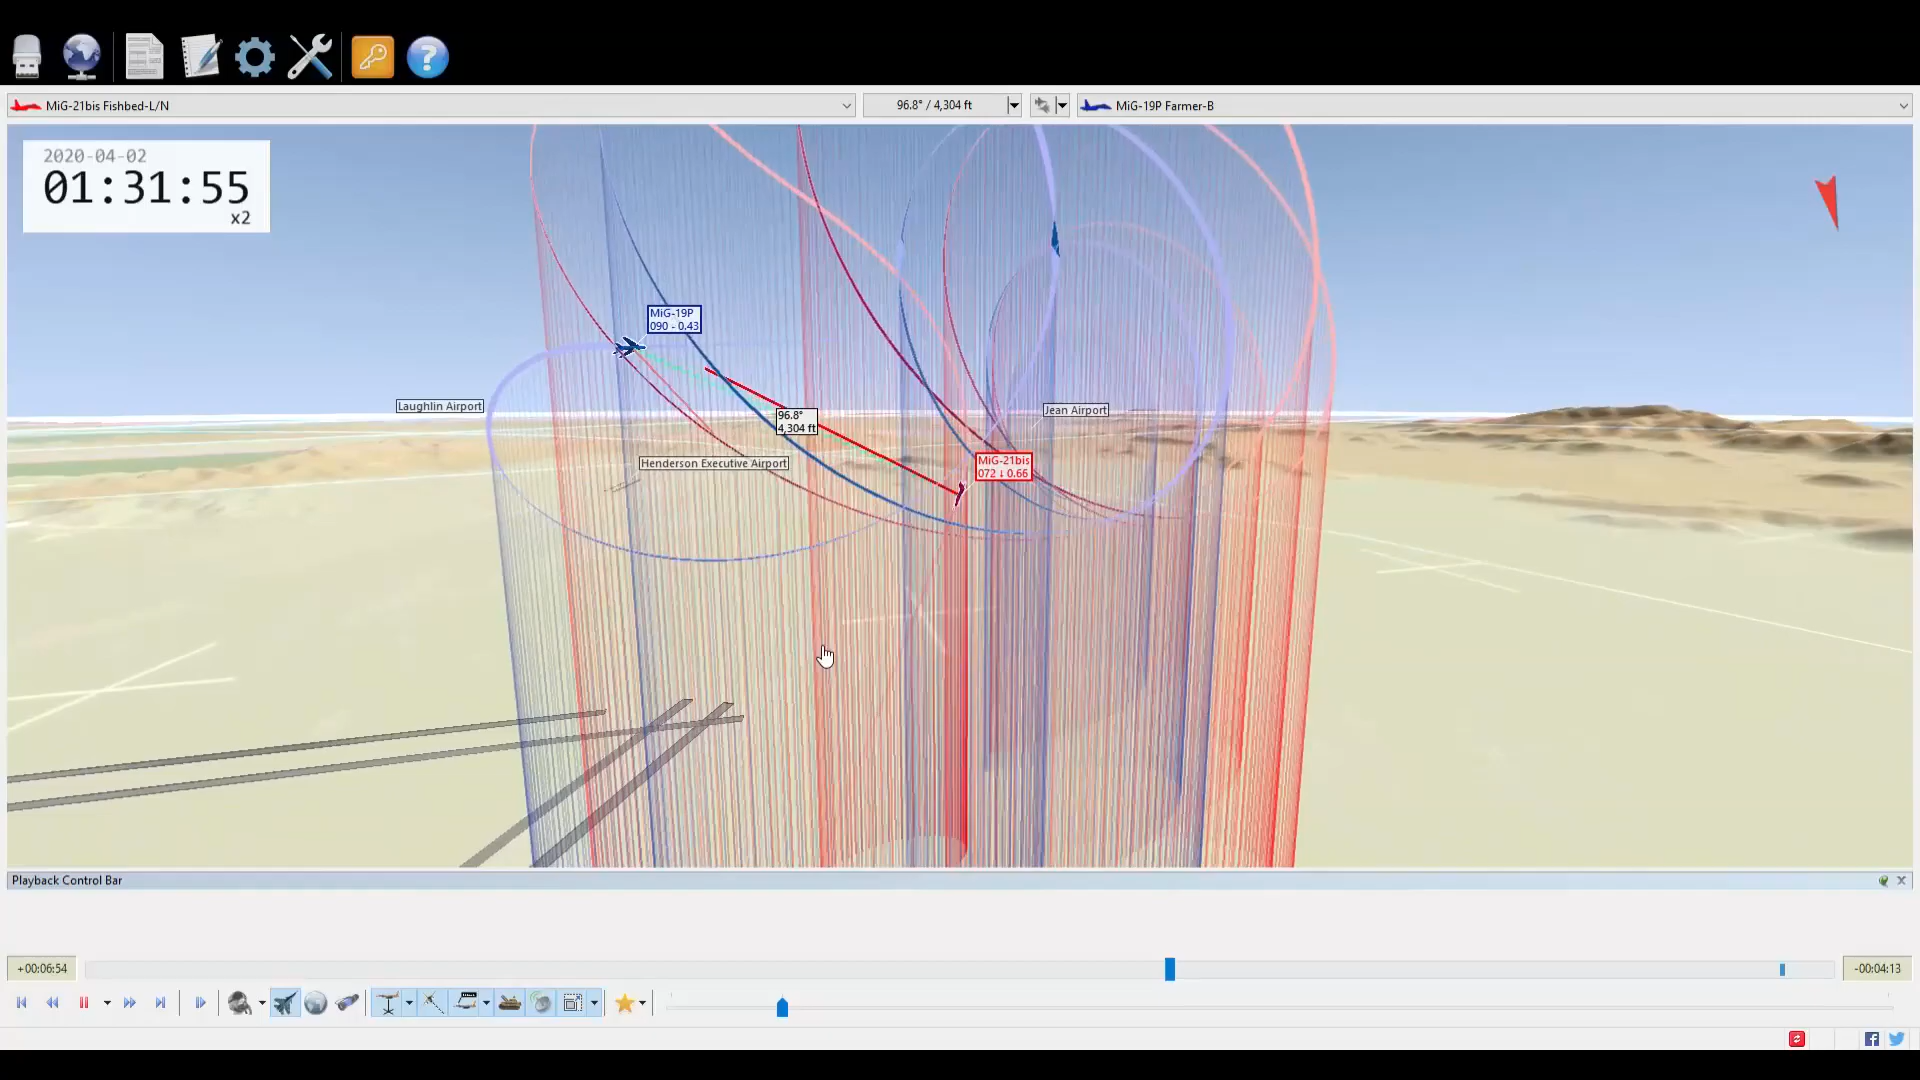 MiG-21bis Fishbed-L/N
96.8° / 4,304 ft
MiG-19P Farmer-B
2020-04-02
01:31:55
x2
MiG-19P
090 - 0.43
Laughlin Airport
96.8°
4,304 ft
Jean Airport
Henderson Executive Airport
MiG-21bis
072 ↓ 0.66
Playback Control Bar
+00:06:54
-00:04:13